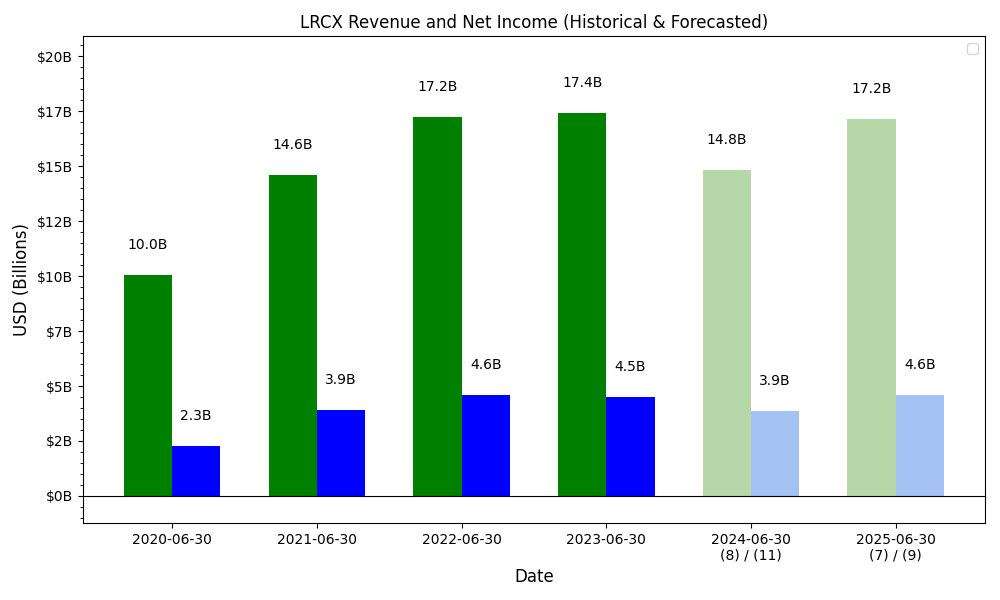 LRCX Revenue and Net Income (Historical & Forecasted)
$20B
$17B
$15B
$12B
$10B
$7B
$5B
$2B
$0B
USD (Billions)
10.0B
2.3B
14.6B
3.9B
17.2B
4.6B
17.4B
4.5B
14.8B
3.9B
17.2B
4.6B
2020-06-30
2021-06-30
2022-06-30
2023-06-30
2024-06-30
(8) / (11)
2025-06-30
(7) / (9)
Date